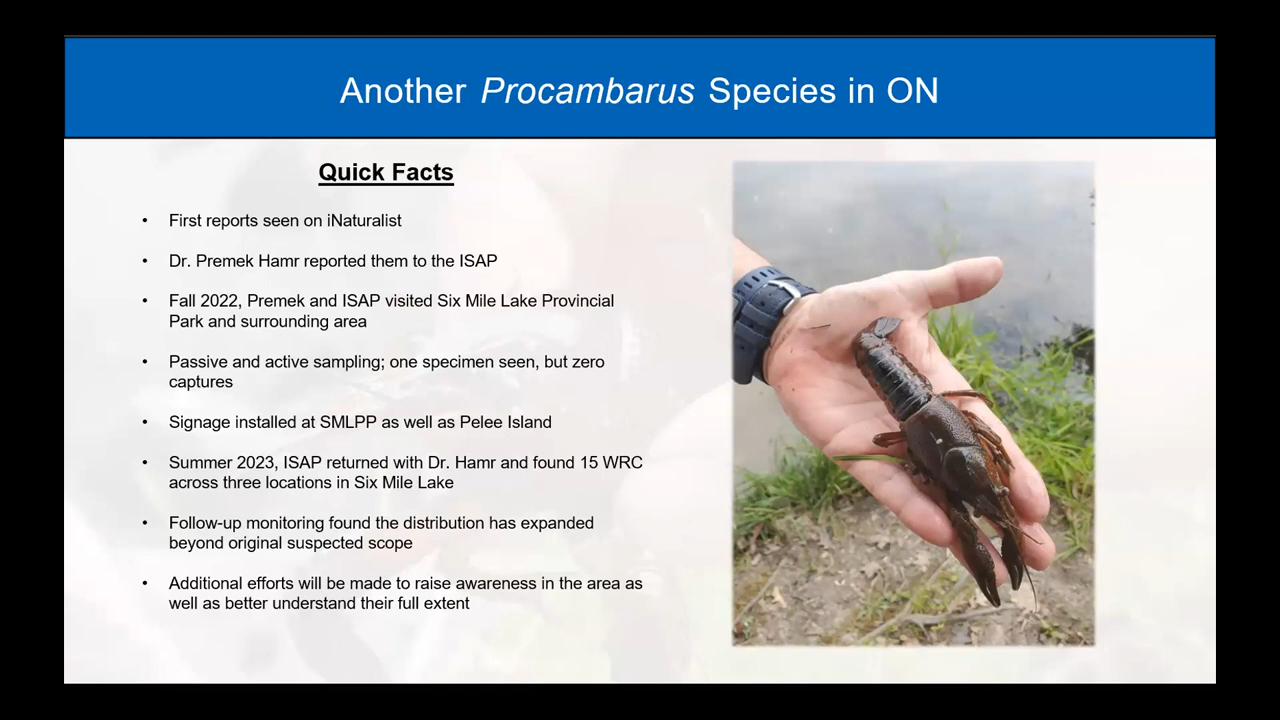 Another Procambarus Species in ON
Quick Facts
• First reports seen on iNaturalist
• Dr. Premek Hamr reported them to the ISAP
• Fall 2022, Premek and ISAP visited Six Mile Lake Provincial
Park and surrounding area
• Passive and active sampling; one specimen seen, but zero
captures
• Signage installed at SMLPP as well as Pelee Island
• Summer 2023, ISAP returned with Dr. Hamr and found 15 WRC
across three locations in Six Mile Lake
• Follow-up monitoring found the distribution has expanded
beyond original suspected scope
• Additional efforts will be made to raise awareness in the area as
well as better understand their full extent